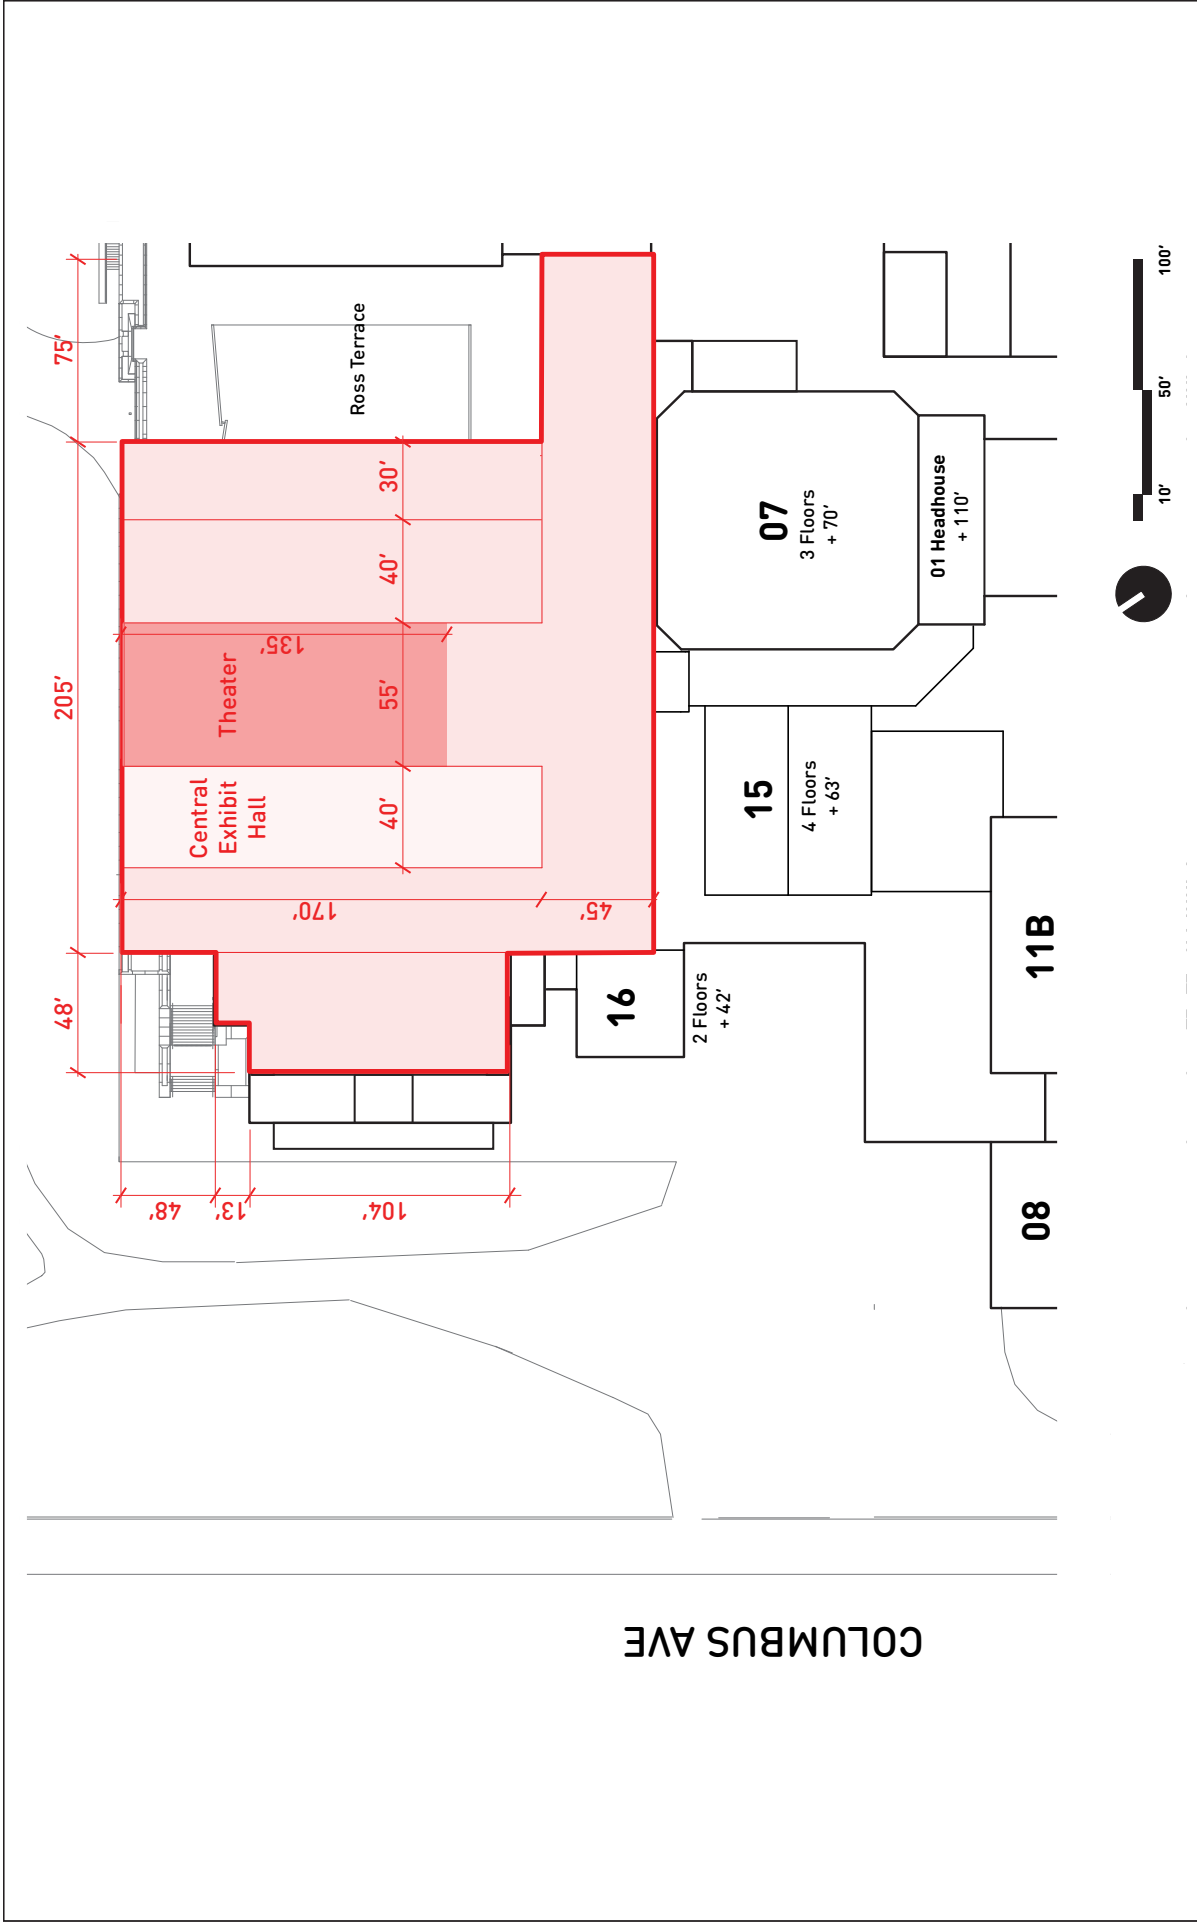 75′
205′
48′
Ross Terrace
30′
40′
55′
40′
135′
Theater
Central
Exhibit
Hall
170′
45′
48′
13′
104′
07
3 Floors
+ 70′
01 Headhouse
+ 110′
15
4 Floors
+ 63′
16
2 Floors
+ 42′
11B
08
10′
50′
100′
COLUMBUS AVE